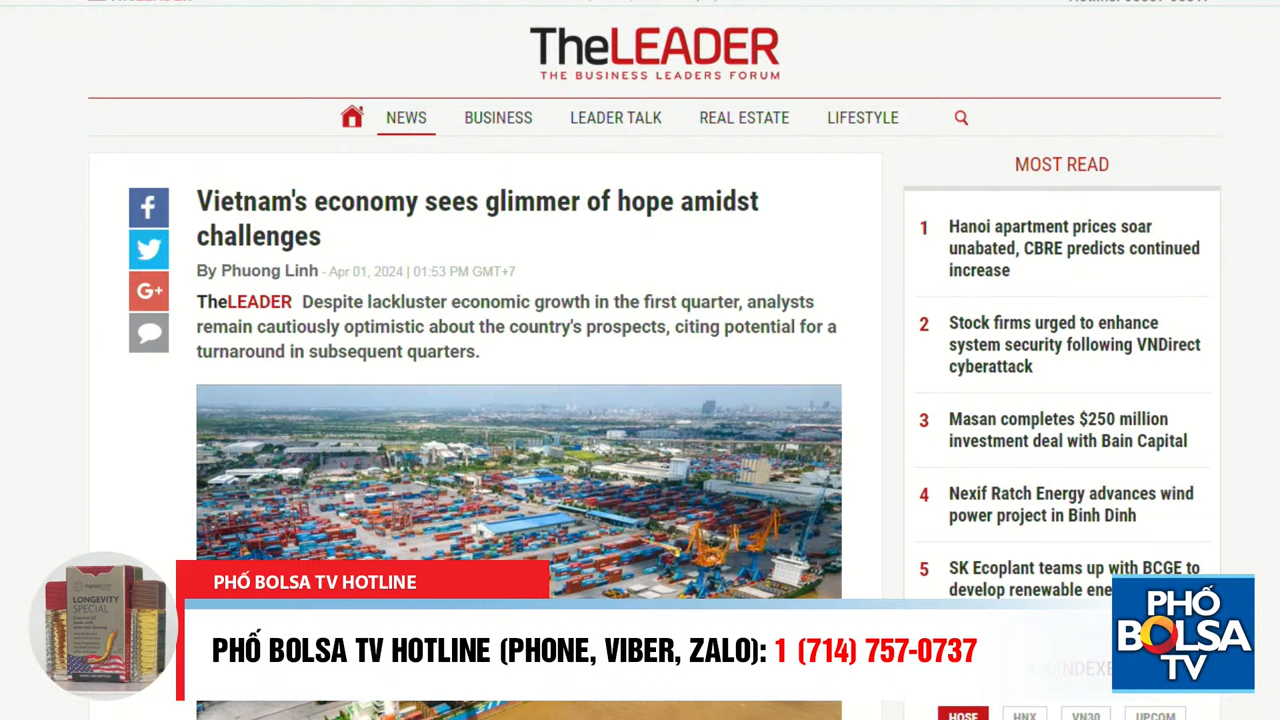 TheLEADER
THE BUSINESS LEADERS FORUM
NEWS
BUSINESS
LEADER TALK
REAL ESTATE
LIFESTYLE
Vietnam's economy sees glimmer of hope amidst
challenges
By Phuong Linh - Apr 01, 2024 | 01:53 PM GMT+7
TheLEADER Despite lackluster economic growth in the first quarter, analysts
remain cautiously optimistic about the country's prospects, citing potential for a
turnaround in subsequent quarters.
MOST READ
1 Hanoi apartment prices soar
unabated, CBRE predicts continued
increase
2 Stock firms urged to enhance
system security following VNDirect
cyberattack
3 Masan completes $250 million
investment deal with Bain Capital
4 Nexif Ratch Energy advances wind
power project in Binh Dinh
5 SK Ecoplant teams up with BCGE to
develop renewable
HOSE
HNX
VN30
UPCOM
LONGEVITY
SPECIAL
PHỐ BOLSA TV HOTLINE
PHỐ BOLSA TV HOTLINE (PHONE, VIBER, ZALO): 1 (714) 757-0737
PHỐ
BOLSA
TV